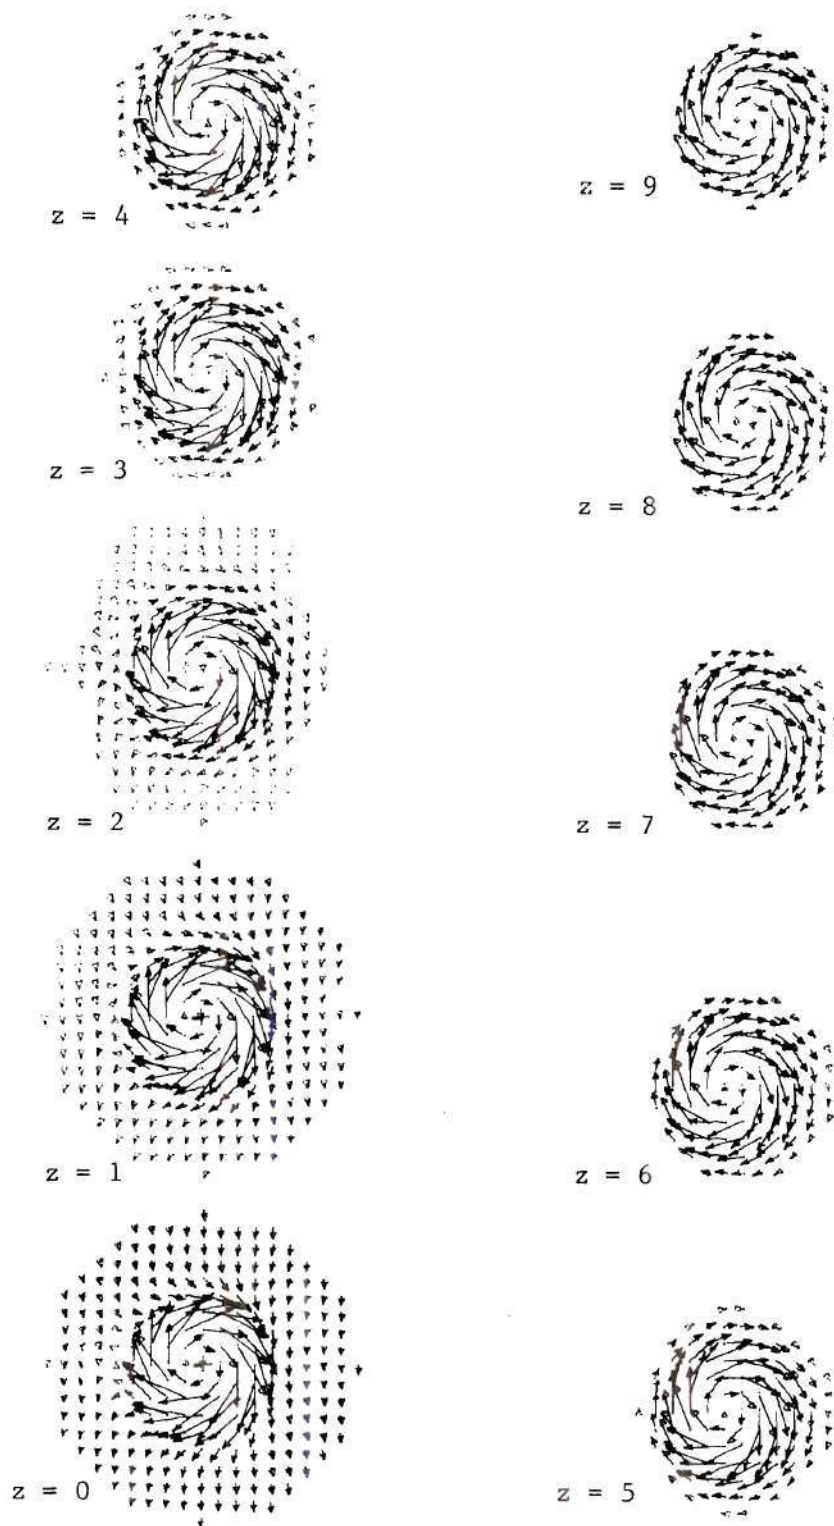 z = 4
z = 9
z = 3
z = 8
z = 2
z = 7
z = 1
z = 6
z = 0
z = 5